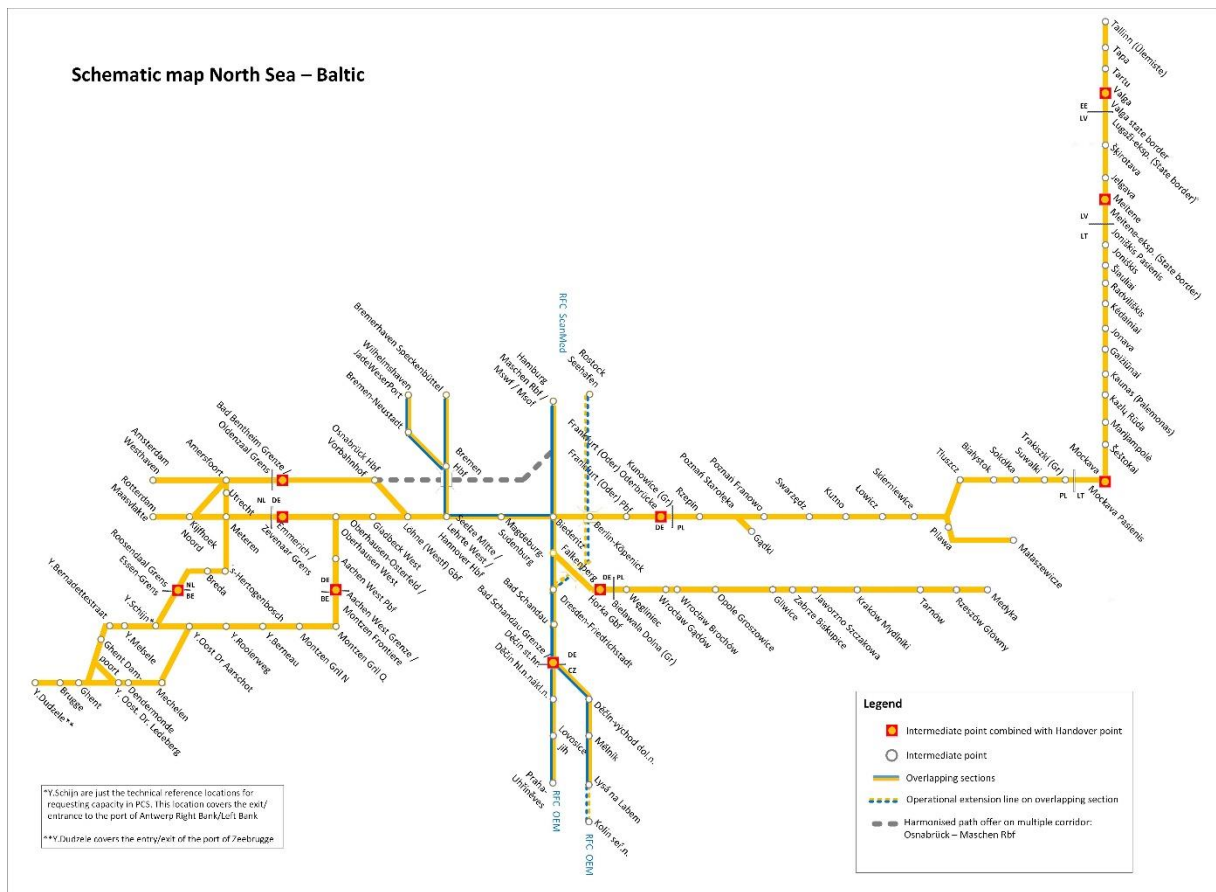 Schematic map North Sea – Baltic
Tallinn (Ülemiste)
Tapa
Tartu
Valga
EE
LV
Valga state border
Lugaži-eksp. (State border)
Šķirotava
Jelgava
Meitene
LV
LT
Meitene-eksp. (State border)
Joniškis Pasienis
Joniškis
Šiauliai
Radviliškis
Kėdainiai
Jonava
Gaižiūnai
Kaunas (Palemonas)
Kazlų Rūda
Marijampolė
Šeštokai
Mockava
Mockava Pasienis
PL LT
Trakiszki (Gr)
Suwałki
Sokółka
Białystok
Tłuszcz
Pilawa
Małaszewicze
Skierniewice
Łowicz
Kutno
Swarzędz
Poznań Franowo
Gądki
Poznań Starołęka
Rzepin
DE PL
Kunowice (Gr)
Frankfurt (Oder) Oderbrücke
Frankfurt (Oder) Pbf
Berlin-Köpenick
Rostock
Seehafen
RFC ScanMed
Hamburg
Maschen Rbf /
Mswf / Msof
Bremerhaven Speckenbüttel
Wilhelmshaven
JadeWeserPort
Bremen-Neustadt
Bremen
Hbf
Osnabrück Hbf
Vorbahnhof
Bad Bentheim Grenze /
Oldenzaal Grens
Amersfoort
Amsterdam
Westhaven
Rotterdam
Maasvlakte
Kijfhoek
Noord
Utrecht
Meteren
NL DE
Emmerich /
Zevenaar Grens
Oberhausen-Osterfeld /
Oberhausen West
Gladbeck West
Löhne (Westf) Gbf
Seelze Mitte /
Lehrte West /
Hannover Hbf
Magdeburg-
Sudenburg
Biederitz
Falkenberg
DE PL
Horka Gbf
Bielawa Dolna (Gr)
Węgliniec
Wrocław Gądów
Wrocław Brochów
Opole Groszowice
Gliwice
Zabrze Biskupice
Jaworzno Szczakowa
Kraków Mydlniki
Tarnów
Rzeszów Główny
Medyka
Roosendaal Grens
Essen-Grens
NL
BE
Breda
s-Hertogenbosch
DE
BE
Aachen West Pbf
Aachen West Grenze /
Montzen Frontiere
Y.Bernadettestraat
Y.Melsele
Y.Schijn*
Y.Oost Dr Aarschot
Y.Rooierweg
Y.Berneau
Montzen Gril N
Montzen Gril Q
Ghent Dam-
poort
Y.Dudzele**
Brugge
Ghent
Y. Oost. Dr. Ledeberg
Dendermonde
Mechelen
Dresden-Friedrichstadt
Bad Schandau
Bad Schandau Grenze /
Děčín st.hr.
DE
CZ
Děčín hl.n.nákl.n.
Děčín-východ dol.n.
Lovosice
jih
Mělník
Praha-
Uhříněves
Lysá na Labem
Kolín seř.n.
RFC OEM
RFC OEM
Legend
Intermediate point combined with Handover point
Intermediate point
Overlapping sections
Operational extension line on overlapping section
Harmonised path offer on multiple corridor:
Osnabrück – Maschen Rbf
*Y.Schijn are just the technical reference locations for
requesting capacity in PCS. This location covers the exit/
entrance to the port of Antwerp Right Bank/Left Bank
**Y.Dudzele covers the entry/exit of the port of Zeebrugge